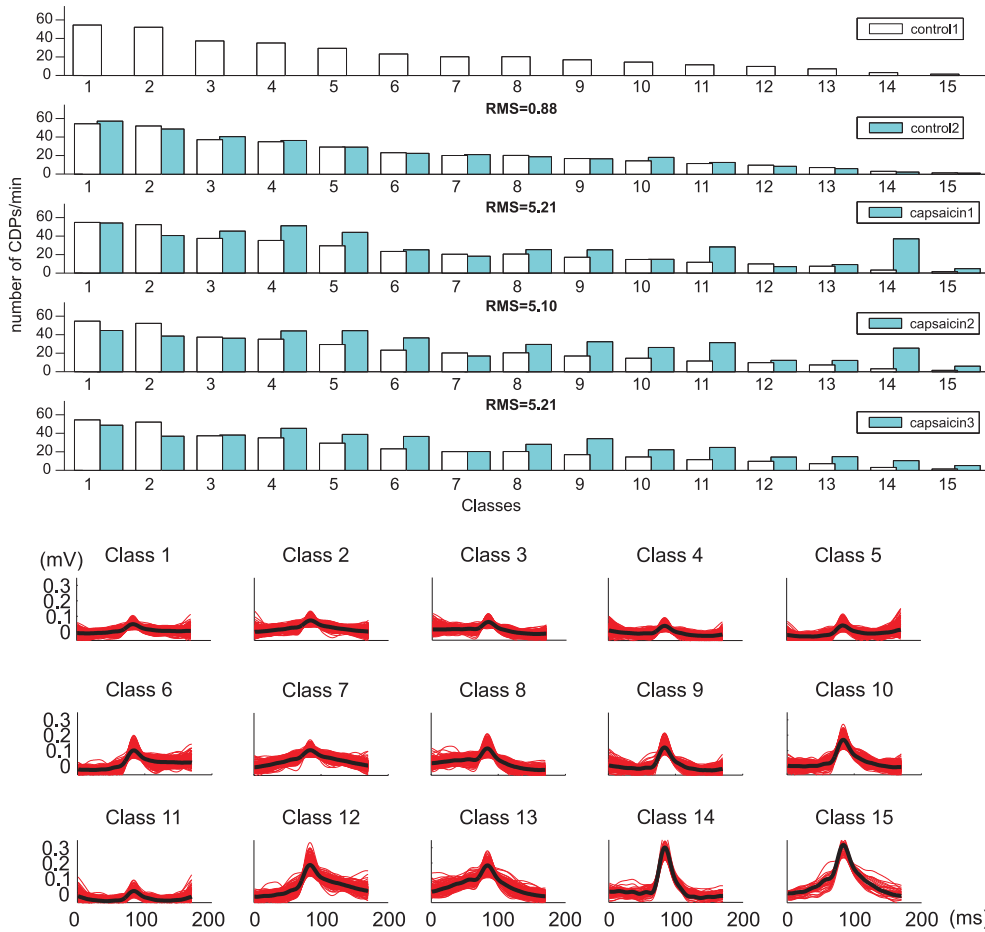 60
40
20
0
control1
1 2 3 4 5 6 7 8 9 10 11 12 13 14 15
RMS=0.88
60
40
20
0
control2
1 2 3 4 5 6 7 8 9 10 11 12 13 14 15
number of CDPs/min
RMS=5.21
60
40
20
0
capsaicin1
1 2 3 4 5 6 7 8 9 10 11 12 13 14 15
RMS=5.10
60
40
20
0
capsaicin2
1 2 3 4 5 6 7 8 9 10 11 12 13 14 15
RMS=5.21
60
40
20
0
capsaicin3
1 2 3 4 5 6 7 8 9 10 11 12 13 14 15
Classes
(mV)
Class 1 Class 2 Class 3 Class 4 Class 5
0.3
0.2
0.1
0
Class 6 Class 7 Class 8 Class 9 Class 10
0.3
0.2
0.1
0
Class 11 Class 12 Class 13 Class 14 Class 15
0.3
0.2
0.1
0
0 100 200 0 100 200 0 100 200 0 100 200 0 100 200 (ms)